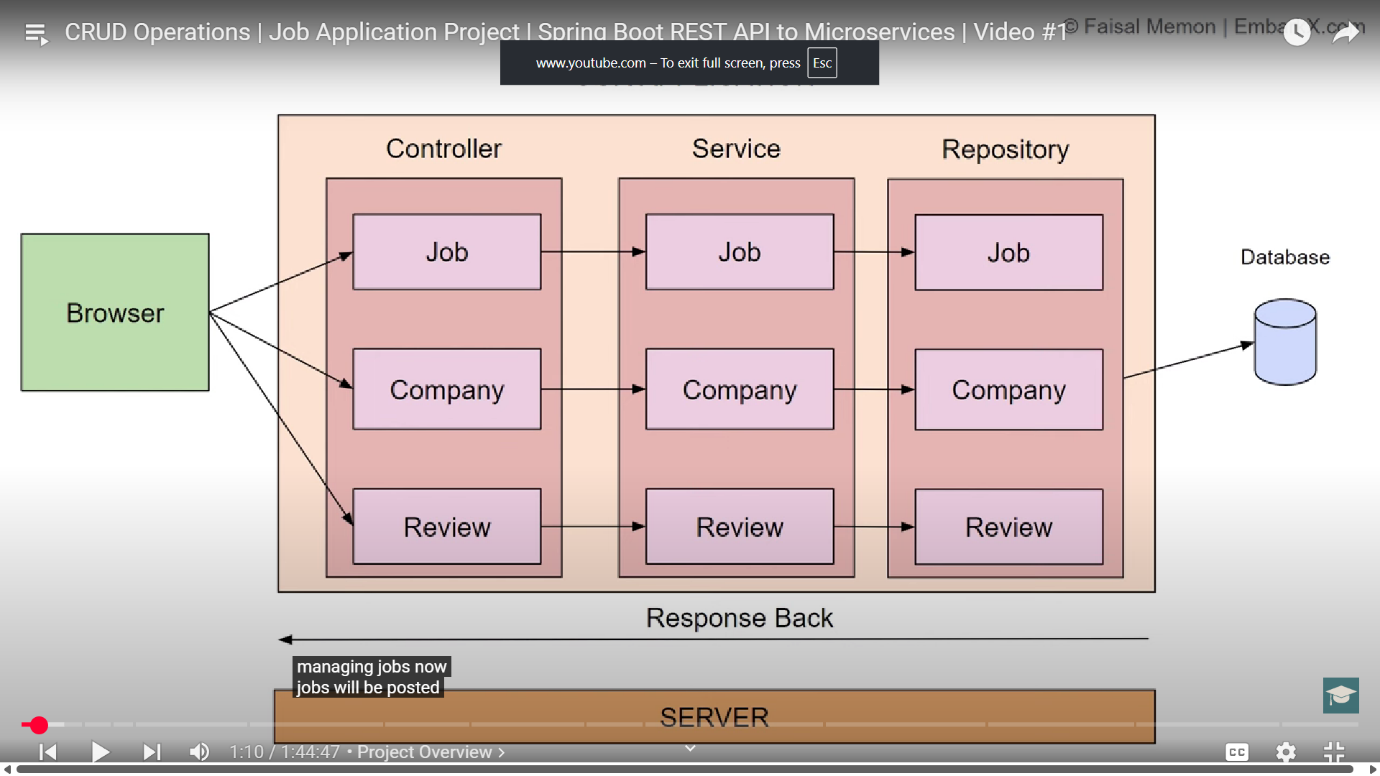 CRUD Operations | Job Application Project | Spring Boot REST API to Microservices | Video #1
© Faisal Memon |
www.youtube.com – To exit full screen, press Esc
Controller Service Repository
Job Job Job
Database
Browser
Company Company Company
Review Review Review
Response Back
managing jobs now
jobs will be posted
SERVER
1:10 / 1:44:47 • Project Overview >
CC